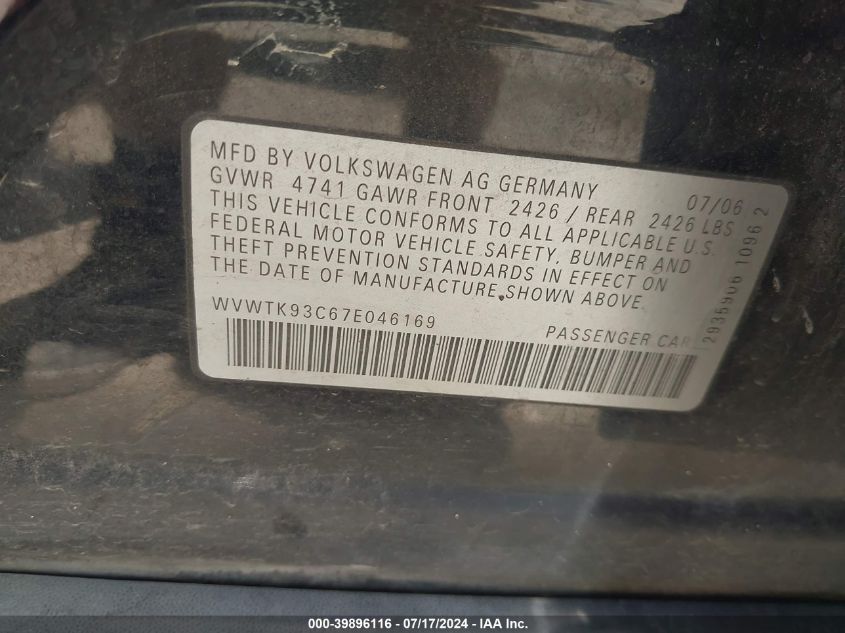 MFD BY VOLKSWAGEN AG GERMANY 07/06
GVWR 4741 GAWR FRONT 2426 / REAR 2426 LBS
THIS VEHICLE CONFORMS TO ALL APPLICABLE U.S.
FEDERAL MOTOR VEHICLE SAFETY, BUMPER AND
THEFT PREVENTION STANDARDS IN EFFECT ON
THE DATE OF MANUFACTURE SHOWN ABOVE.
WVWTK93C67E046169 PASSENGER CAR
2935906 1096 2
000-39896116 - 07/17/2024 - IAA Inc.